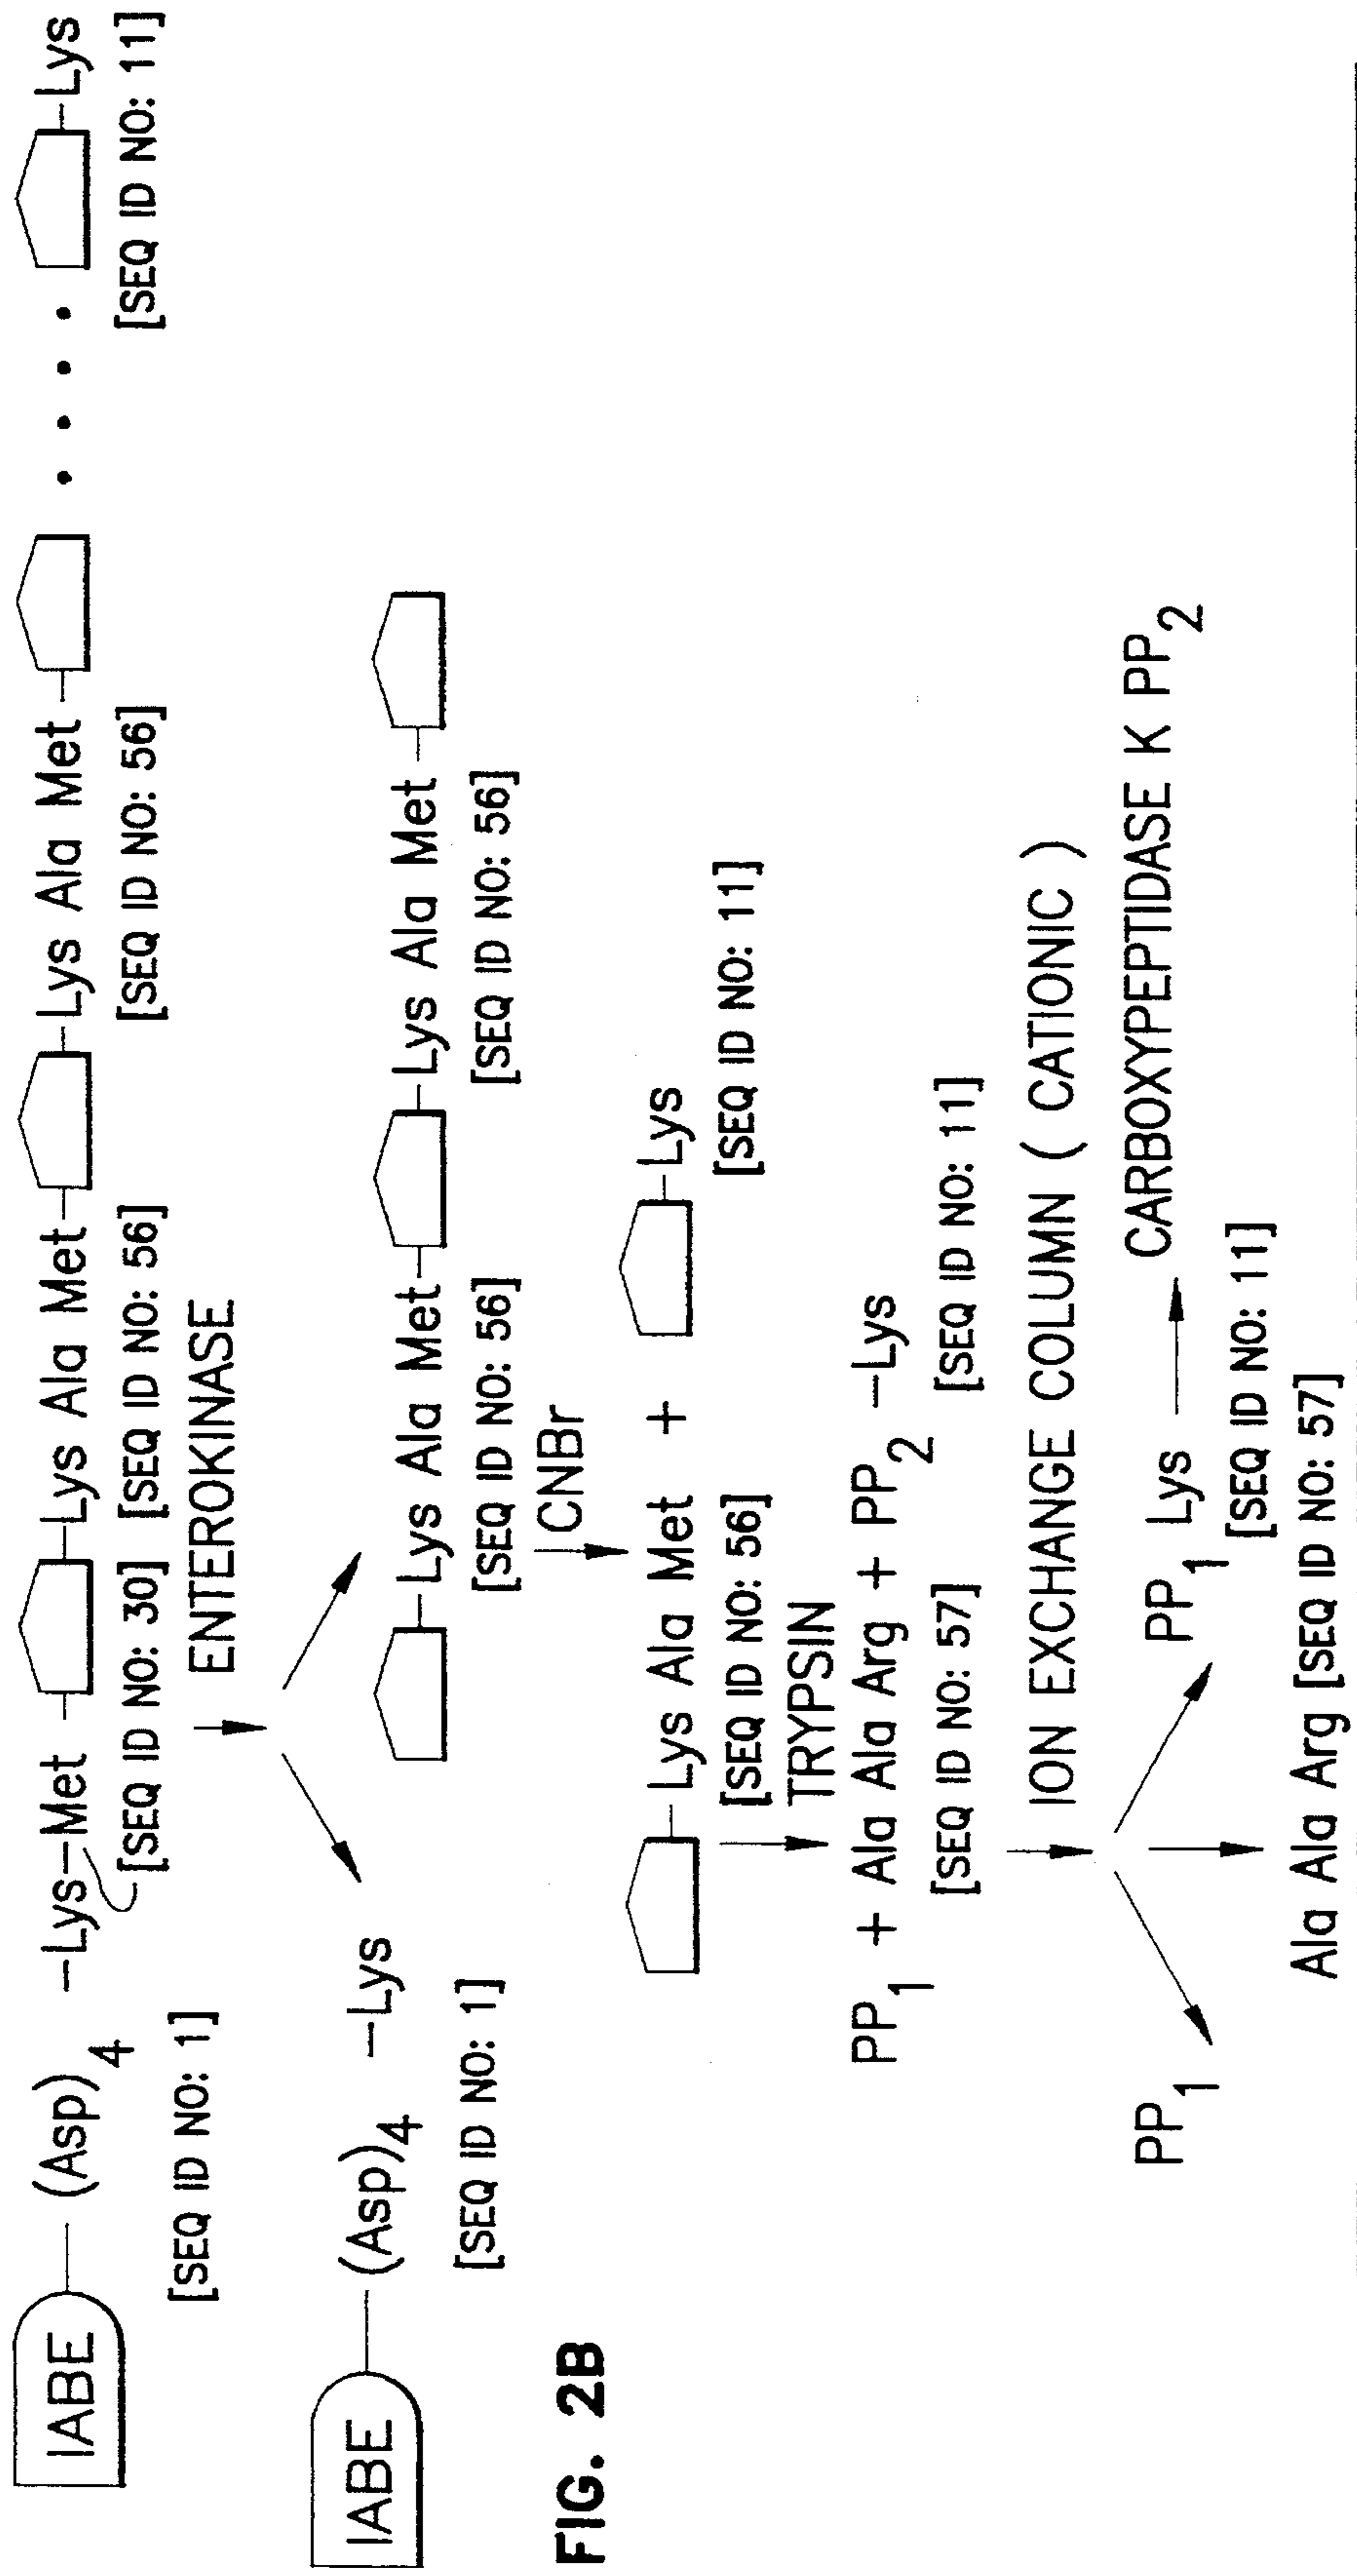 IABE — (Asp)4 –Lys–Met – –Lys Ala Met– –Lys Ala Met– • • • • –Lys
[SEQ ID NO: 1] [SEQ ID NO: 30] [SEQ ID NO: 56] [SEQ ID NO: 56] [SEQ ID NO: 11]
ENTEROKINASE
IABE — (Asp)4 –Lys –Lys Ala Met– –Lys Ala Met–
[SEQ ID NO: 1] [SEQ ID NO: 56] [SEQ ID NO: 56]
CNBr
FIG. 2B
–Lys Ala Met + –Lys
[SEQ ID NO: 56] [SEQ ID NO: 11]
TRYPSIN
PP1 + Ala Ala Arg + PP2 –Lys
[SEQ ID NO: 57] [SEQ ID NO: 11]
ION EXCHANGE COLUMN ( CATIONIC )
PP1 PP1 Lys CARBOXYPEPTIDASE K PP2
[SEQ ID NO: 11]
Ala Ala Arg [SEQ ID NO: 57]